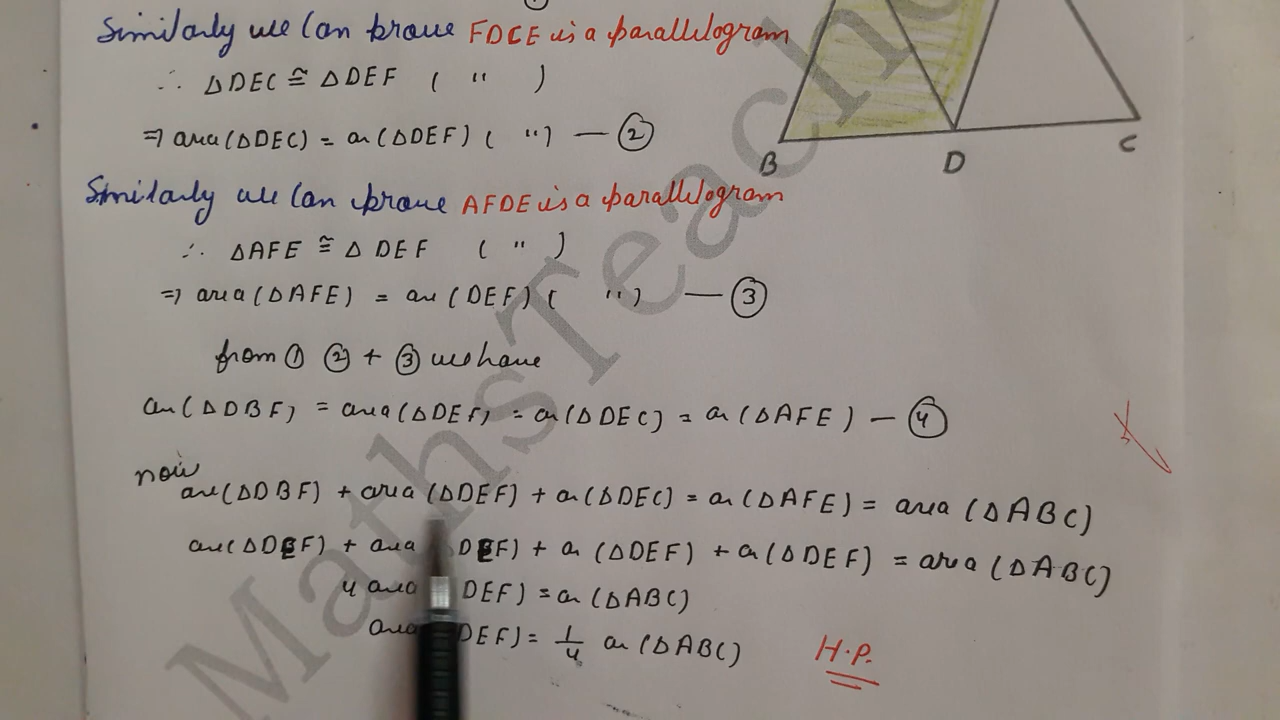 Similarly we can prove FDCE is a parallelogram
∴ ΔDEC ≅ ΔDEF ( " )
⇒ area(ΔDEC) = ar(ΔDEF) ( " ) — ②
B
D
C
Similarly we can prove AFDE is a parallelogram
∴ ΔAFE ≅ Δ DEF ( " )
⇒ area(ΔAFE) = ar(DEF) ( " ) — ③
from ① ② + ③ we have
ar(ΔDBF) = area(ΔDEF) = ar(ΔDEC) = ar(ΔAFE) — ④
now
are(ΔDBF) + area (ΔDEF) + ar(ΔDEC) = ar(ΔAFE) = area (ΔABC)
are(ΔDEF) + area DEF) + ar (ΔDEF) + ar(ΔDEF) = area (ΔABC)
4 area DEF) = ar(ΔABC)
area DEF) = 1/4 ar(ΔABC)
H.P.
MathsTeache